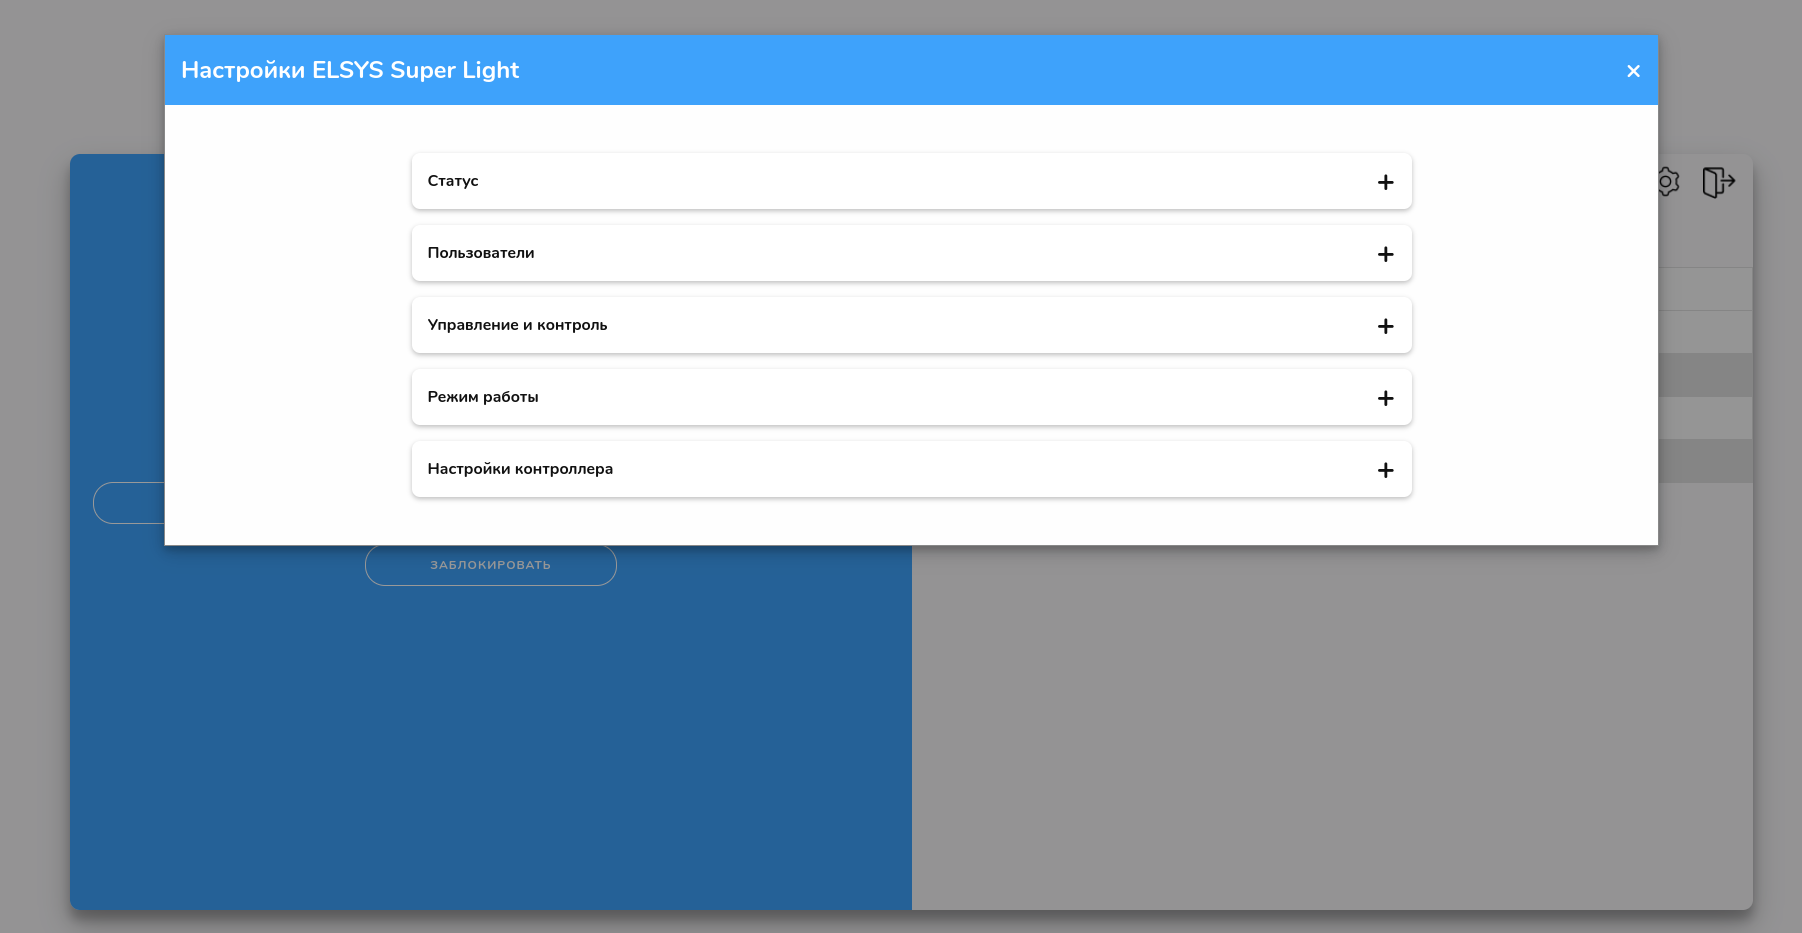 Настройки ELSYS Super Light
Статус
Пользователи
Управление и контроль
Режим работы
Настройки контроллера
ЗАБЛОКИРОВАТЬ